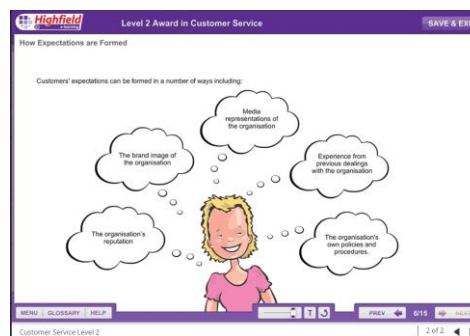 Highfield
e-learning
Level 2 Award in Customer Service
SAVE & EXI
How Expectations are Formed
Customers' expectations can be formed in a number of ways including:
Media
representations of
the organisation
The brand image of
the organisation
Experience from
previous dealings
with the organisation
The organisation's
reputation
The organisation's
own policies and
procedures.
MENU
GLOSSARY
HELP
T
PREV
6/15
NEXT
Customer Service Level 2
2 of 2